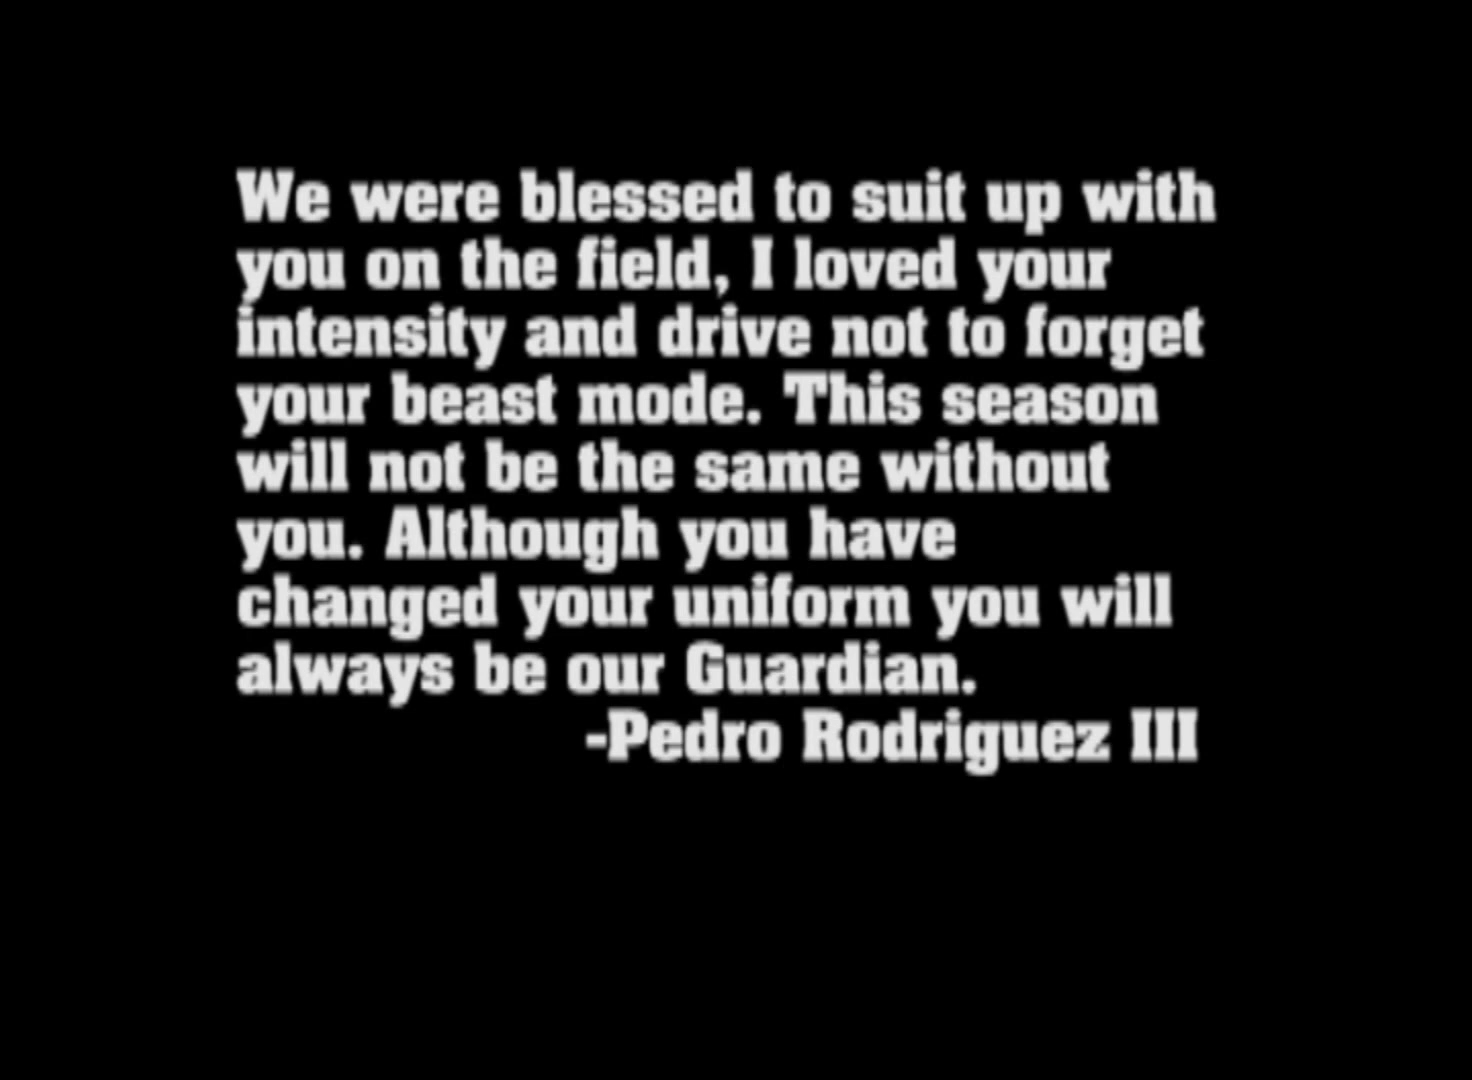 We were blessed to suit up with
you on the field, I loved your
intensity and drive not to forget
your beast mode. This season
will not be the same without
you. Although you have
changed your uniform you will
always be our Guardian.
-Pedro Rodriguez III